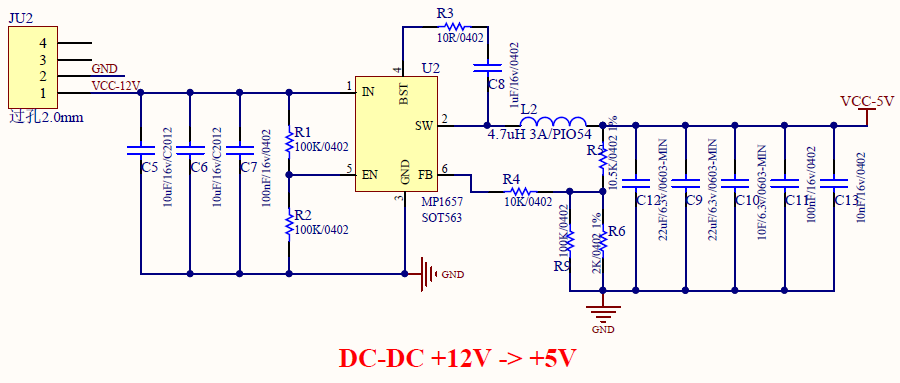 JU2
4
3
GND
2
VCC-12V
1
过孔2.0mm
C5
10uF/16v/C2012
C6
10uF/16v/C2012
C7
100nF/16v/0402
R1
100K/0402
R2
100K/0402
U2
1
IN
BST
4
SW
2
5
EN
GND
3
FB
6
MP1657
SOT563
GND
R3
10R/0402
C8
1uF/16v/0402
L2
4.7uH 3A/PIO54
R4
10K/0402
R5
10.5K/0402 1%
R9
100K/0402
R6
2K/0402 1%
GND
C12
22uF/6.3v/0603-MIN
C9
22uF/6.3v/0603-MIN
C10
10F/6.3v/0603-MIN
C11
100nF/16v/0402
C13
10nF/16v/0402
VCC-5V
DC-DC +12V -> +5V